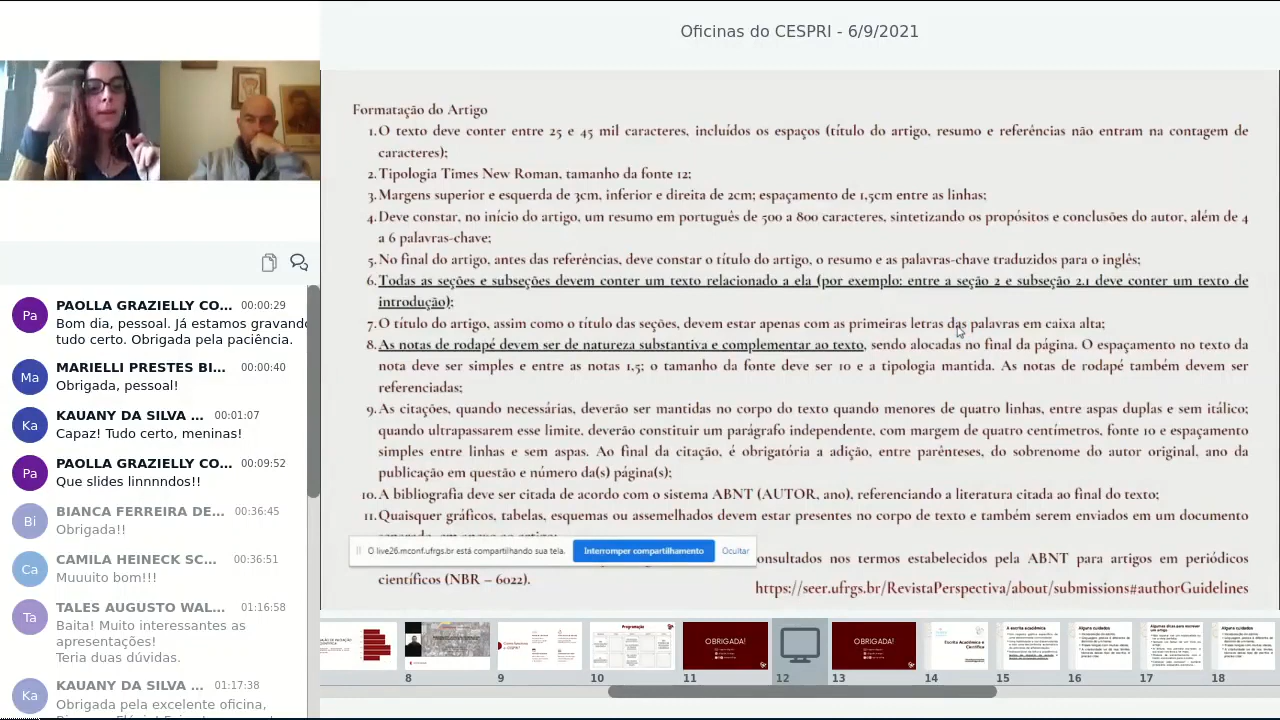 Oficinas do CESPRI - 6/9/2021
Formatação do Artigo
1. O texto deve conter entre 25 e 45 mil caracteres, incluídos os espaços (título do artigo, resumo e referências não entram na contagem de
caracteres);
2. Tipologia Times New Roman, tamanho da fonte 12;
3. Margens superior e esquerda de 3cm, inferior e direita de 2cm; espaçamento de 1,5cm entre as linhas;
4. Deve constar, no início do artigo, um resumo em português de 500 a 800 caracteres, sintetizando os propósitos e conclusões do autor, além de 4
a 6 palavras-chave;
5. No final do artigo, antes das referências, deve constar o título do artigo, o resumo e as palavras-chave traduzidos para o inglês;
6. Todas as seções e subseções devem conter um texto relacionado a ela (por exemplo: entre a seção 2 e subseção 2.1 deve conter um texto de
introdução);
7. O título do artigo, assim como o título das seções, devem estar apenas com as primeiras letras das palavras em caixa alta;
8. As notas de rodapé devem ser de natureza substantiva e complementar ao texto, sendo alocadas no final da página. O espaçamento no texto da
nota deve ser simples e entre as notas 1,5; o tamanho da fonte deve ser 10 e a tipologia mantida. As notas de rodapé também devem ser
referenciadas;
9. As citações, quando necessárias, deverão ser mantidas no corpo do texto quando menores de quatro linhas, entre aspas duplas e sem itálico;
quando ultrapassarem esse limite, deverão constituir um parágrafo independente, com margem de quatro centímetros, fonte 10 e espaçamento
simples entre linhas e sem aspas. Ao final da citação, é obrigatória a adição, entre parênteses, do sobrenome do autor original, ano da
publicação em questão e número da(s) página(s);
10. A bibliografia deve ser citada de acordo com o sistema ABNT (AUTOR, ano), referenciando a literatura citada ao final do texto;
11. Quaisquer gráficos, tabelas, esquemas ou assemelhados devem estar presentes no corpo de texto e também serem enviados em um documento
O live26.mconf.ufrgs.br está compartilhando sua tela.
Interromper compartilhamento
Ocultar
onsultados nos termos estabelecidos pela ABNT para artigos em periódicos
científicos (NBR – 6022).
https://seer.ufrgs.br/RevistaPerspectiva/about/submissions#authorGuidelines
Pa
PAOLLA GRAZIELLY CO... 00:00:29
Bom dia, pessoal. Já estamos gravando
tudo certo. Obrigada pela paciência.
Ma
MARIELLI PRESTES BI... 00:00:40
Obrigada, pessoal!
Ka
KAUANY DA SILVA ... 00:01:07
Capaz! Tudo certo, meninas!
Pa
PAOLLA GRAZIELLY CO... 00:09:52
Que slides linnnndos!!
Bi
BIANCA FERREIRA DE... 00:36:45
Obrigada!!
Ca
CAMILA HEINECK SC... 00:36:51
Muuuito bom!!!
Ta
TALES AUGUSTO WAL... 01:16:58
Baita! Muito interessantes as
apresentações!
Teria duas dúvidas.
Ka
KAUANY DA SILVA ... 01:17:38
Obrigada pela excelente oficina,
Programação
OBRIGADA!
OBRIGADA!
Escrita Acadêmica e
Científica
8 9 10 11 12 13 14 15 16 17 18